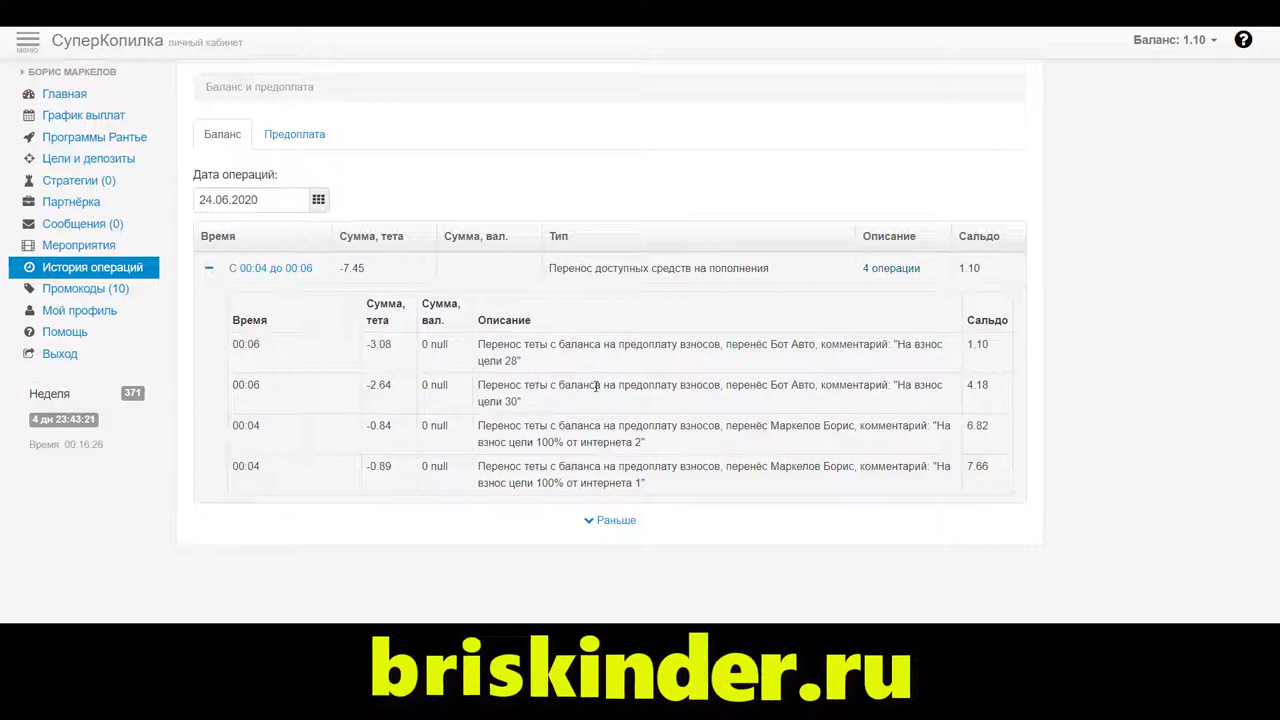 СуперКопилка личный кабинет
Баланс: 1.10
меню
БОРИС МАРКЕЛОВ
Главная
График выплат
Программы Рантье
Цели и депозиты
Стратегии (0)
Партнёрка
Сообщения (0)
Мероприятия
История операций
Промокоды (10)
Мой профиль
Помощь
Выход
Неделя 371
4 дн 23:43:21
Время: 00:16:26
Баланс и предоплата
Баланс Предоплата
Дата операций:
24.06.2020
Время Сумма, тета Сумма, вал. Тип Описание Сальдо
С 00:04 до 00:06 -7.45 Перенос доступных средств на пополнения 4 операции 1.10
Время Сумма, тета Сумма, вал. Описание Сальдо
00:06 -3.08 0 null Перенос теты с баланса на предоплату взносов, перенёс Бот Авто, комментарий: "На 1.10
взнос цели 28"
00:06 -2.64 0 null Перенос теты с баланса на предоплату взносов, перенёс Бот Авто, комментарий: "На взнос 4.18
цели 30"
00:04 -0.84 0 null Перенос теты с баланса на предоплату взносов, перенёс Маркелов Борис, комментарий: "На 6.82
взнос цели 100% от интернета 2"
00:04 -0.89 0 null Перенос теты с баланса на предоплату взносов, перенёс Маркелов Борис, комментарий: "На 7.66
взнос цели 100% от интернета 1"
Раньше
briskinder.ru